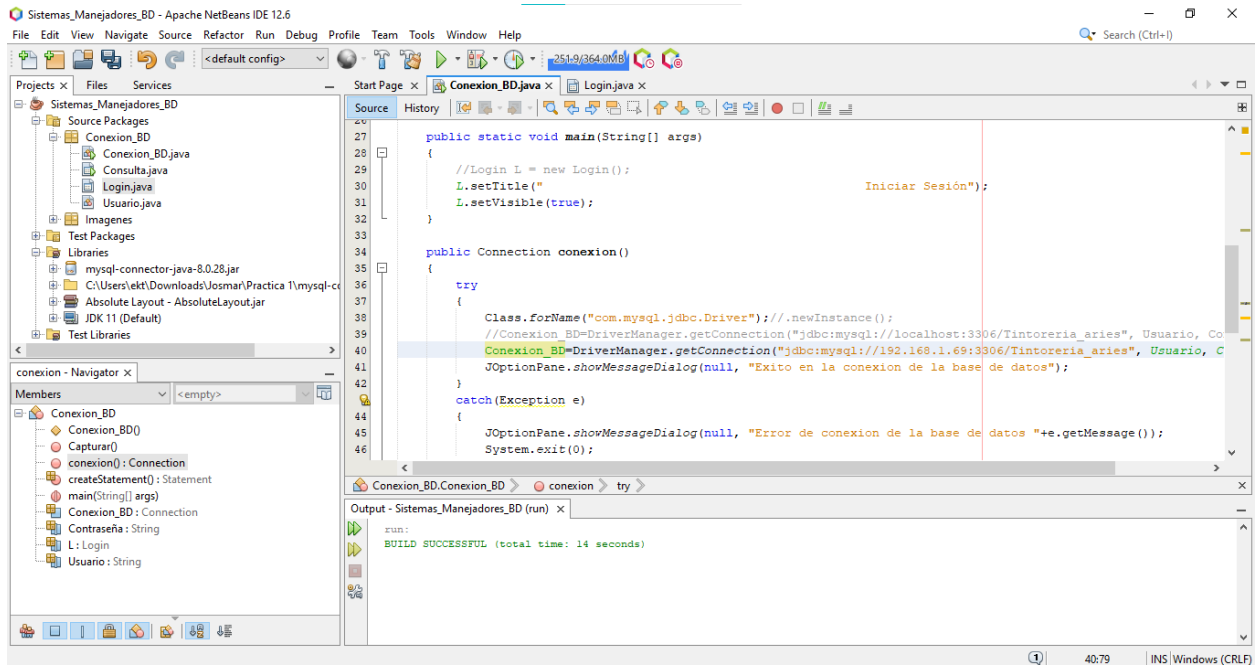 Sistemas_Manejadores_BD - Apache NetBeans IDE 12.6
File Edit View Navigate Source Refactor Run Debug Profile Team Tools Window Help
Search (Ctrl+I)
<default config>
251.9/364.0MB
Projects Files Services
Sistemas_Manejadores_BD
Source Packages
Conexion_BD
Conexion_BD.java
Consulta.java
Login.java
Usuario.java
Imagenes
Test Packages
Libraries
mysql-connector-java-8.0.28.jar
C:\Users\ekt\Downloads\Josmar\Practica 1\mysql-co
Absolute Layout - AbsoluteLayout.jar
JDK 11 (Default)
Test Libraries
conexion - Navigator
Members <empty>
Conexion_BD
Conexion_BD()
Capturar()
conexion() : Connection
createStatement() : Statement
main(String[] args)
Conexion_BD : Connection
Contraseña : String
L : Login
Usuario : String
Start Page Conexion_BD.java Login.java
Source History
26
27 public static void main(String[] args)
28 {
29 //Login L = new Login();
30 L.setTitle(" Iniciar Sesión");
31 L.setVisible(true);
32 }
33
34 public Connection conexion()
35 {
36 try
37 {
38 Class.forName("com.mysql.jdbc.Driver");//.newInstance();
39 //Conexion_BD=DriverManager.getConnection("jdbc:mysql://localhost:3306/Tintoreria_aries", Usuario, Co
40 Conexion_BD=DriverManager.getConnection("jdbc:mysql://192.168.1.69:3306/Tintoreria_aries", Usuario, C
41 JOptionPane.showMessageDialog(null, "Exito en la conexion de la base de datos");
42 }
catch(Exception e)
44 {
45 JOptionPane.showMessageDialog(null, "Error de conexion de la base de datos "+e.getMessage());
46 System.exit(0);
Conexion_BD.Conexion_BD conexion try
Output - Sistemas_Manejadores_BD (run)
run:
BUILD SUCCESSFUL (total time: 14 seconds)
1 40:79 INS Windows (CRLF)